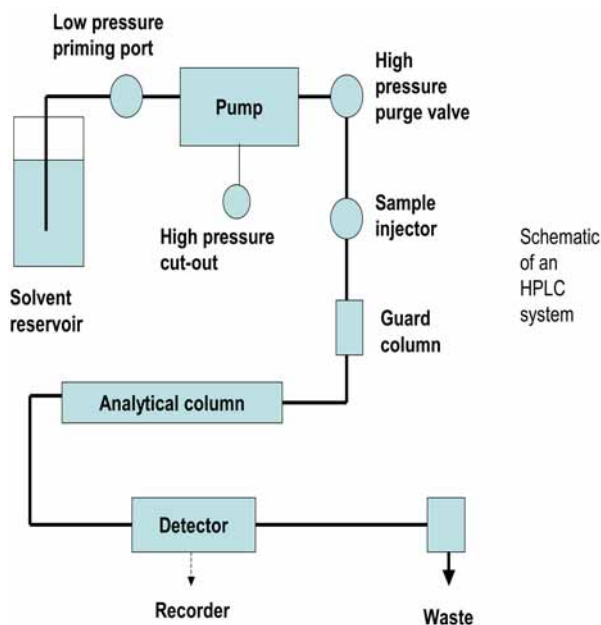 Low pressure
priming port
High
pressure
purge valve
Pump
Sample
injector
High pressure
cut-out
Schematic
of an
HPLC
system
Solvent
reservoir
Guard
column
Analytical column
Detector
Recorder
Waste